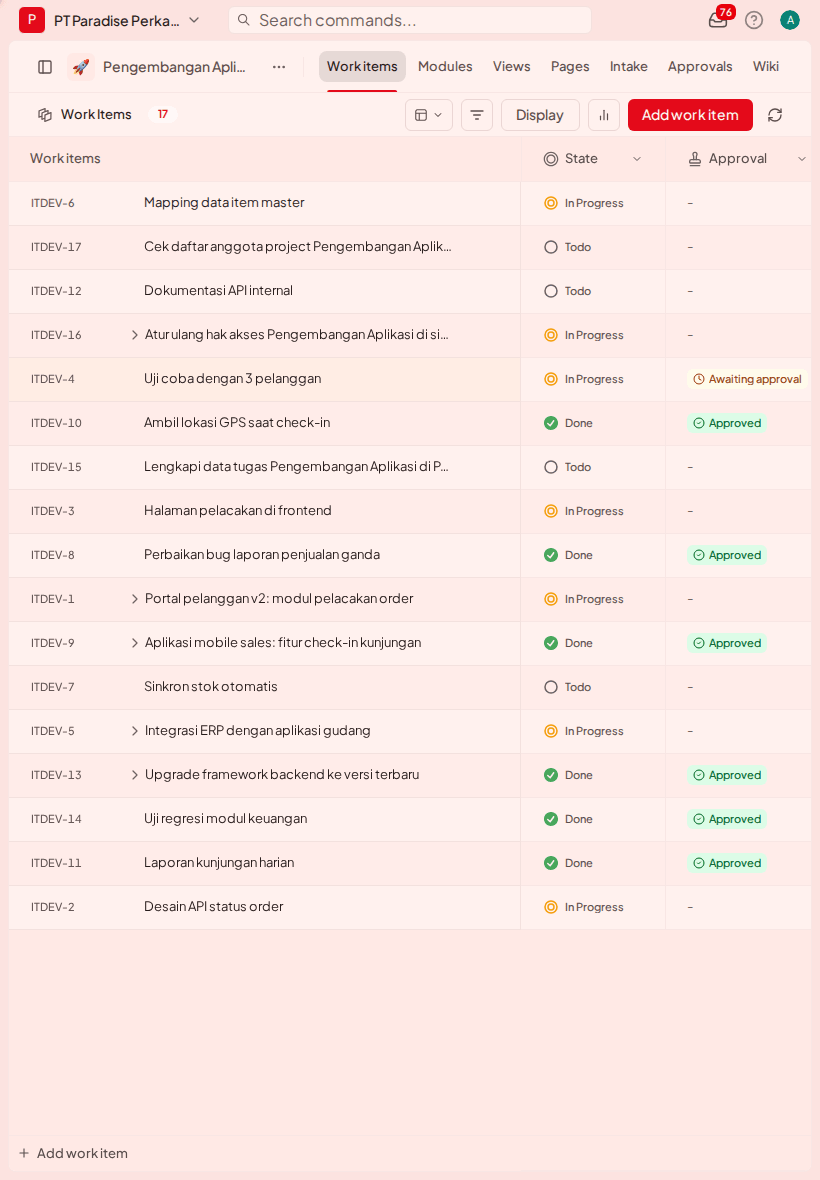 P PT Paradise Perka... Search commands... 76 A
Pengembangan Apli... Work items Modules Views Pages Intake Approvals Wiki
Work Items 17 Display Add work item
Work items State Approval
ITDEV-6 Mapping data item master In Progress -
ITDEV-17 Cek daftar anggota project Pengembangan Aplik... Todo -
ITDEV-12 Dokumentasi API internal Todo -
ITDEV-16 Atur ulang hak akses Pengembangan Aplikasi di si... In Progress -
ITDEV-4 Uji coba dengan 3 pelanggan In Progress Awaiting approval
ITDEV-10 Ambil lokasi GPS saat check-in Done Approved
ITDEV-15 Lengkapi data tugas Pengembangan Aplikasi di P... Todo -
ITDEV-3 Halaman pelacakan di frontend In Progress -
ITDEV-8 Perbaikan bug laporan penjualan ganda Done Approved
ITDEV-1 Portal pelanggan v2: modul pelacakan order In Progress -
ITDEV-9 Aplikasi mobile sales: fitur check-in kunjungan Done Approved
ITDEV-7 Sinkron stok otomatis Todo -
ITDEV-5 Integrasi ERP dengan aplikasi gudang In Progress -
ITDEV-13 Upgrade framework backend ke versi terbaru Done Approved
ITDEV-14 Uji regresi modul keuangan Done Approved
ITDEV-11 Laporan kunjungan harian Done Approved
ITDEV-2 Desain API status order In Progress -
Add work item